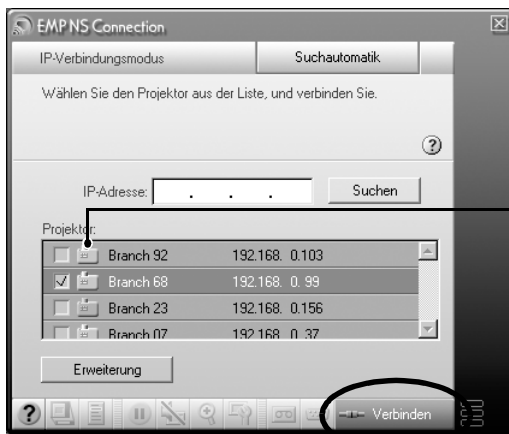 EMP NS Connection
IP-Verbindungsmodus
Suchautomatik
Wählen Sie den Projektor aus der Liste, und verbinden Sie.
IP-Adresse: . . . Suchen
Projektor:
Branch 92 192.168. 0.103
Branch 68 192.168. 0. 99
Branch 23 192.168. 0.156
Branch 07 192.168. 0. 37
Erweiterung
Verbinden